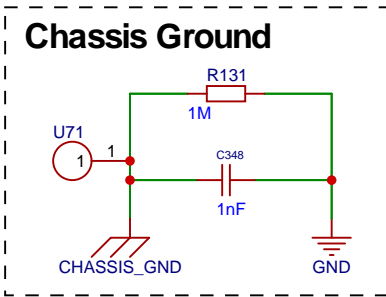 Chassis Ground
R131
1M
U71
1 1
C348
1nF
CHASSIS_GND
GND